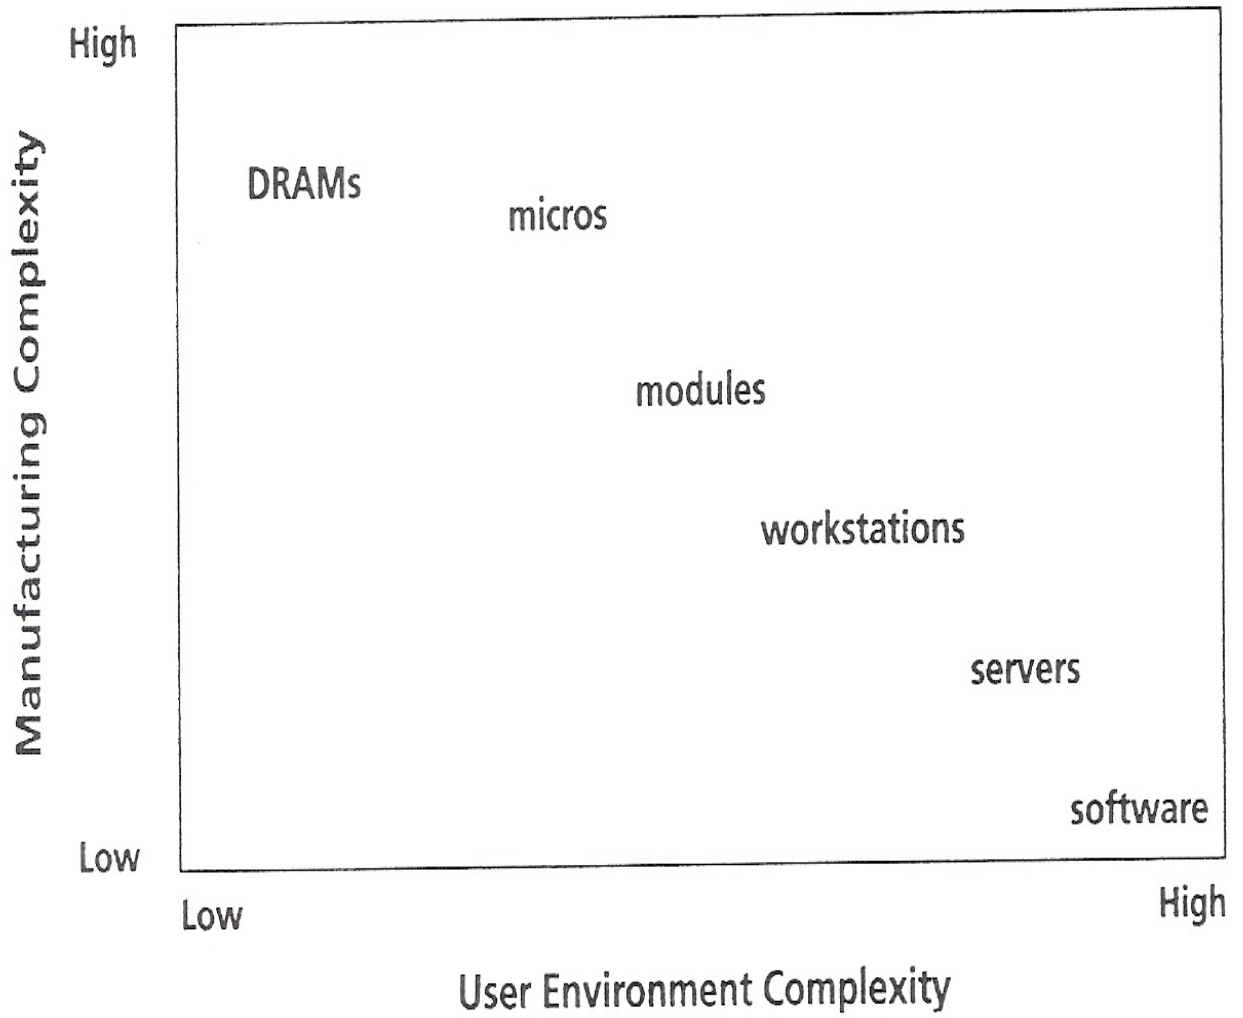 High
Manufacturing Complexity
DRAMs
micros
modules
workstations
servers
software
Low
Low
High
User Environment Complexity